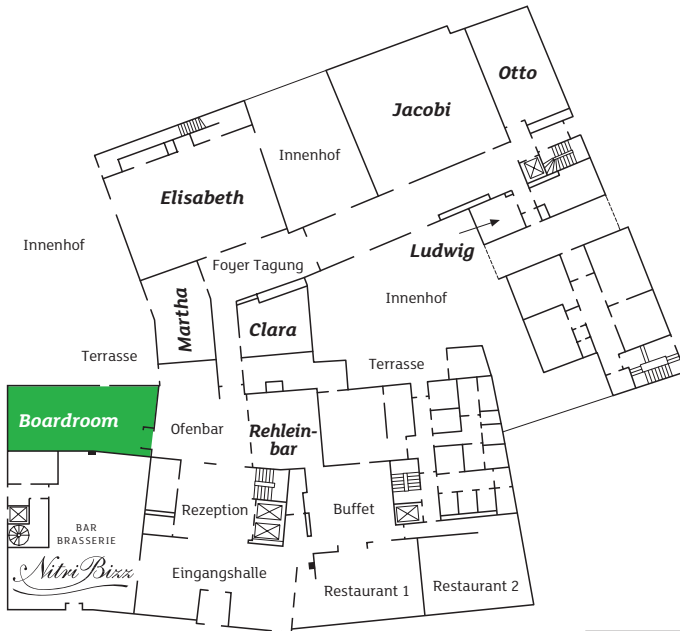 Otto
Jacobi
Innenhof
Elisabeth
Innenhof
Ludwig
Foyer Tagung
Innenhof
Martha
Clara
Terrasse
Terrasse
Boardroom
Ofenbar
Rehlein-
bar
Rezeption
Buffet
BAR
BRASSERIE
NitriBizz
Eingangshalle
Restaurant 1
Restaurant 2